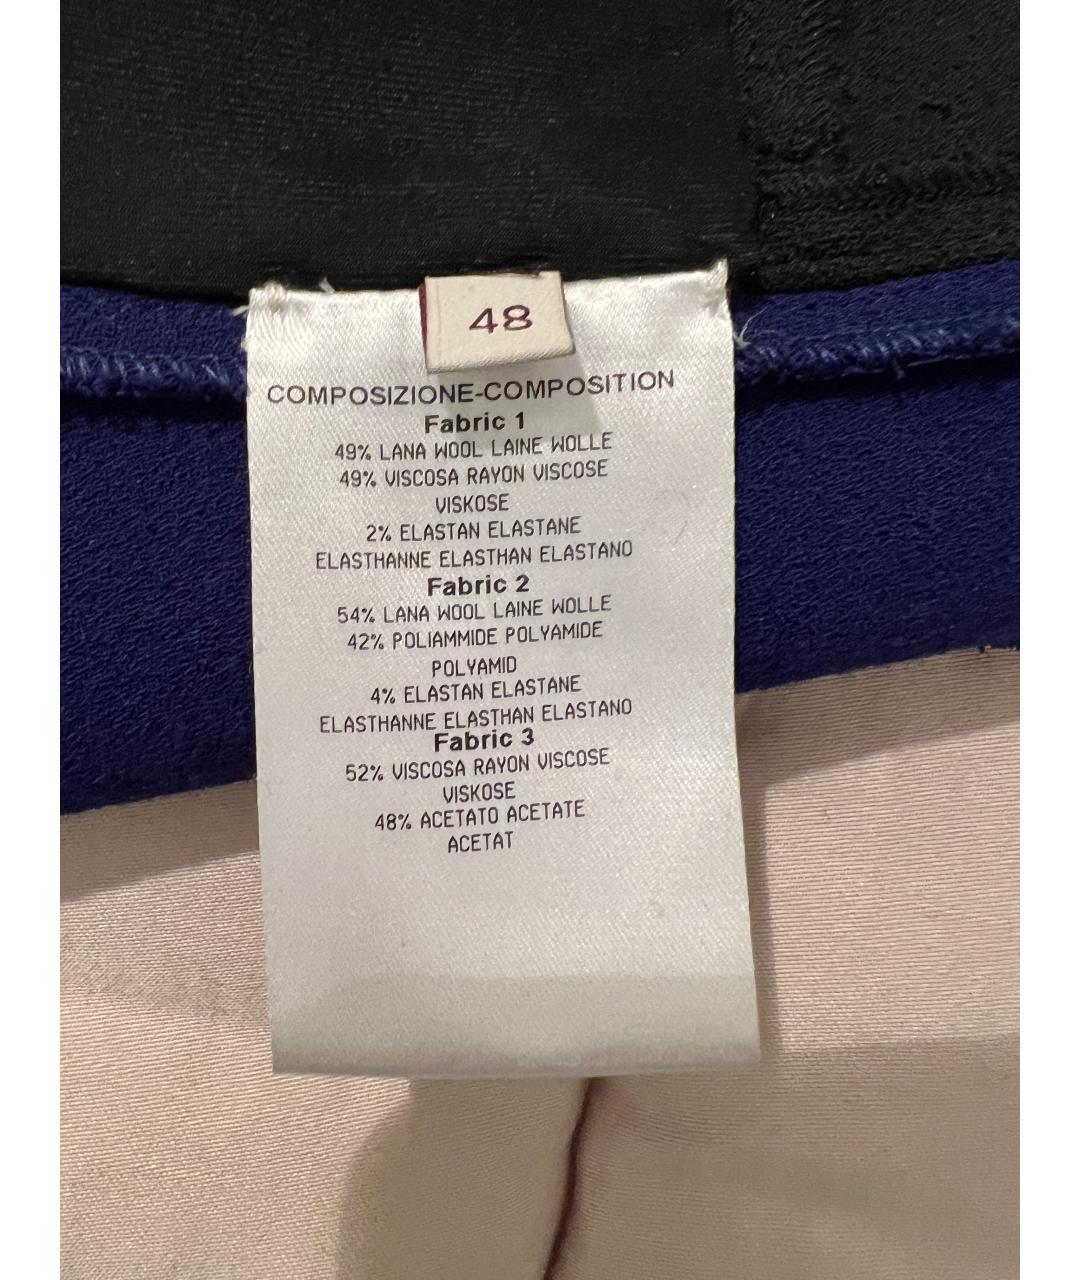 48
COMPOSIZIONE-COMPOSITION
Fabric 1
49% LANA WOOL LAINE WOLLE
49% VISCOSA RAYON VISCOSE
VISKOSE
2% ELASTAN ELASTANE
ELASTHANNE ELASTHAN ELASTANO
Fabric 2
54% LANA WOOL LAINE WOLLE
42% POLIAMMIDE POLYAMIDE
POLYAMID
4% ELASTAN ELASTANE
ELASTHANNE ELASTHAN ELASTANO
Fabric 3
52% VISCOSA RAYON VISCOSE
VISKOSE
48% ACETATO ACETATE
ACETAT